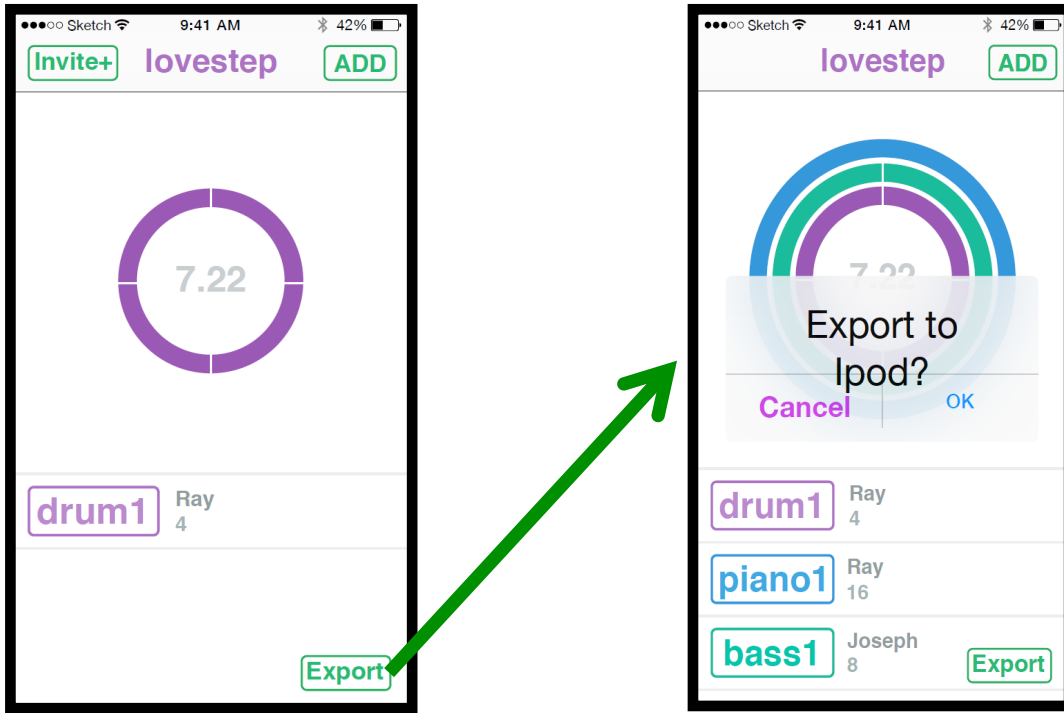 Sketch 9:41 AM 42%
Invite+ lovestep ADD
7.22
drum1 Ray
4
Export
Sketch 9:41 AM 42%
lovestep ADD
7.22
Export to
Ipod?
Cancel OK
drum1 Ray
4
piano1 Ray
16
bass1 Joseph
8
Export